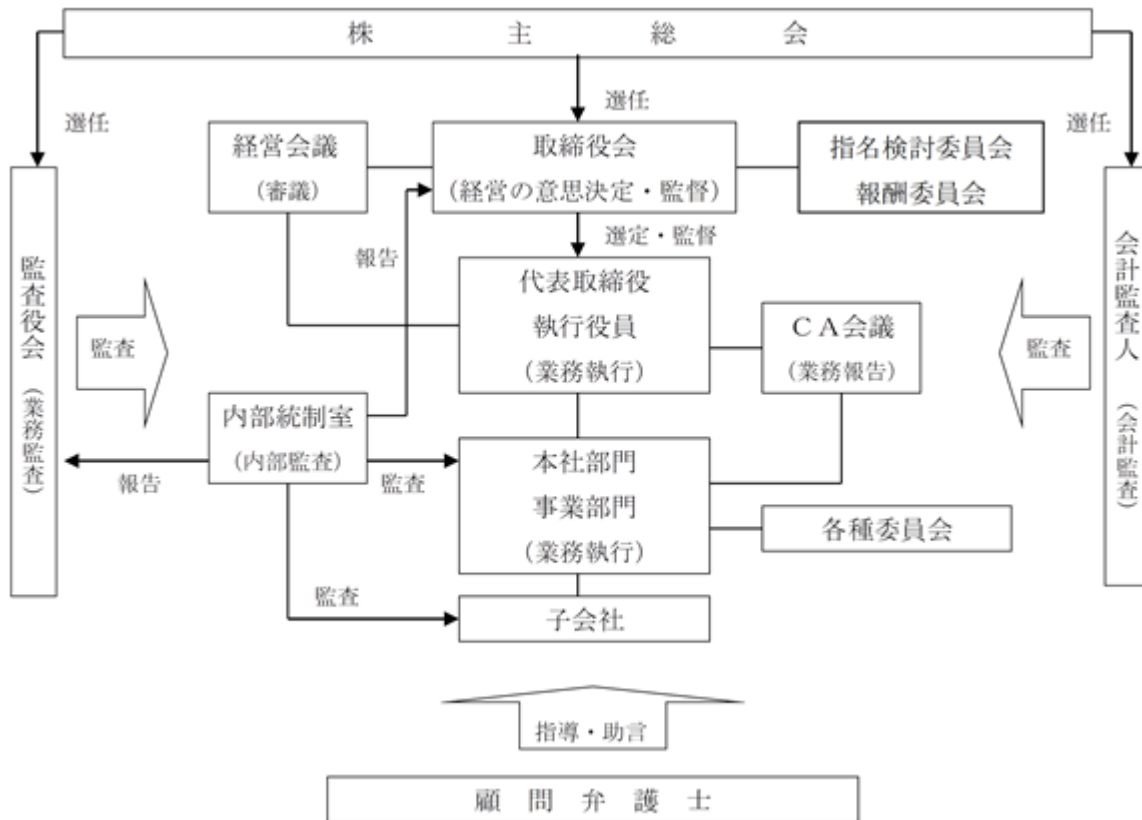 株主総会
選任
選任
選任
経営会議
(審議)
取締役会
(経営の意思決定・監督)
指名検討委員会
報酬委員会
報告
選定・監督
監査役会(業務監査)
監査
代表取締役
執行役員
(業務執行)
CA会議
(業務報告)
監査
会計監査人(会計監査)
内部統制室
(内部監査)
報告
監査
本社部門
事業部門
(業務執行)
各種委員会
監査
子会社
指導・助言
顧問弁護士